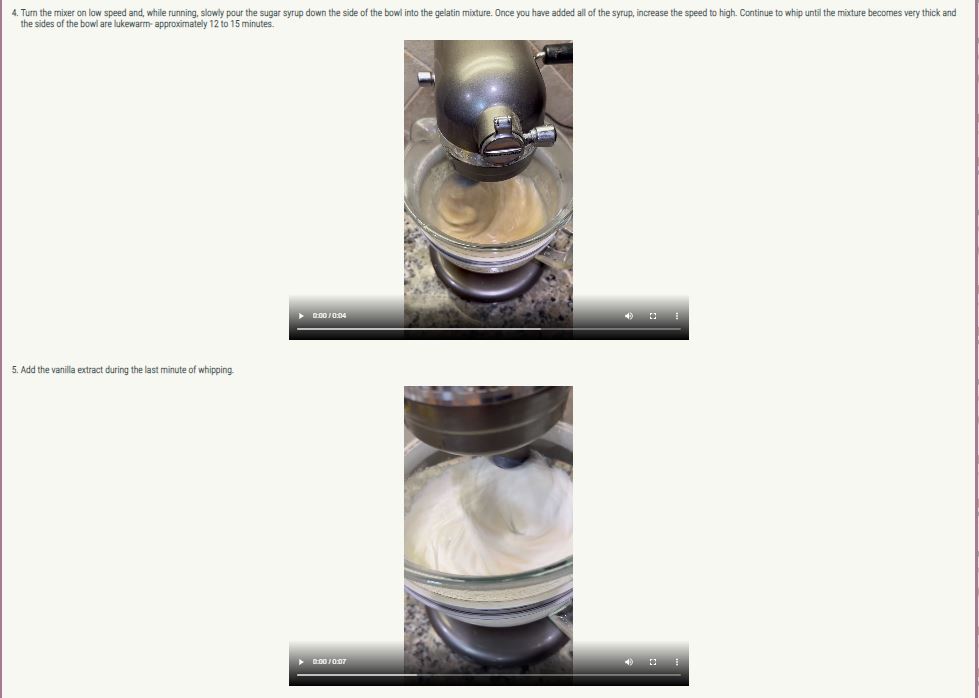 4. Turn the mixer on low speed and, while running, slowly pour the sugar syrup down the side of the bowl into the gelatin mixture. Once you have added all of the syrup, increase the speed to high. Continue to whip until the mixture becomes very thick and
the sides of the bowl are lukewarm- approximately 12 to 15 minutes.
0:00 / 0:04
5. Add the vanilla extract during the last minute of whipping.
0:00 / 0:07